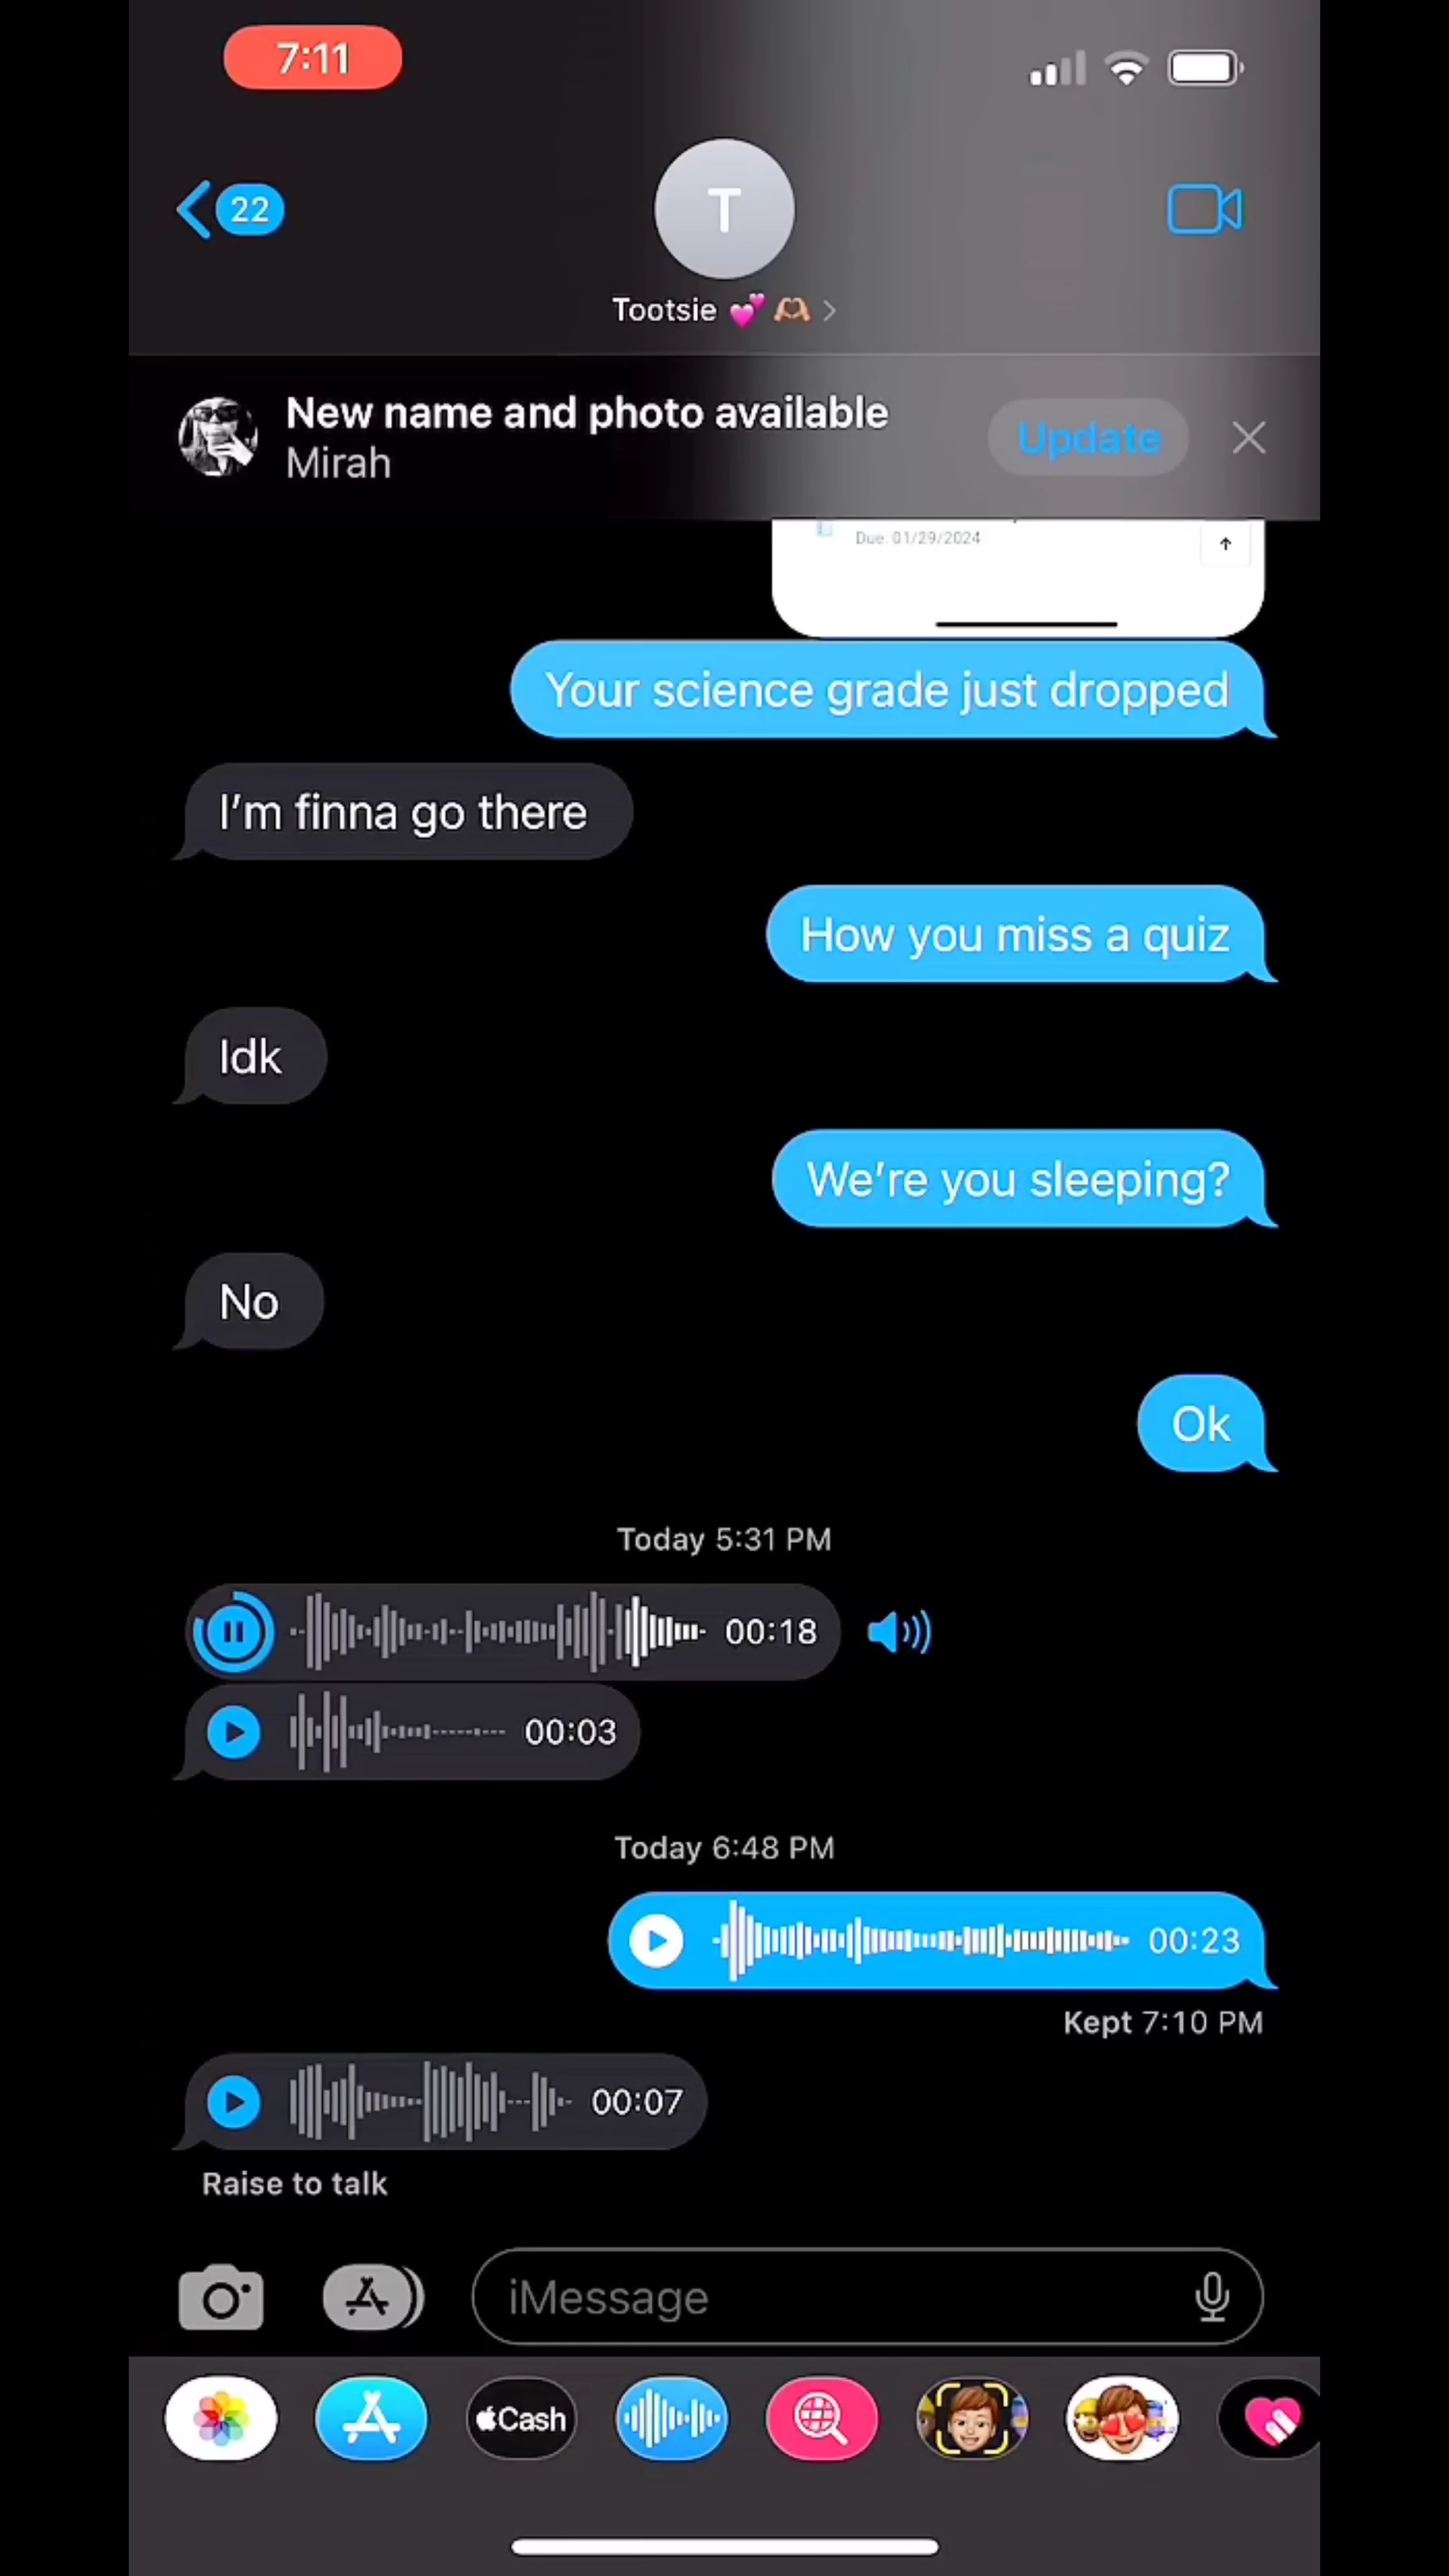 7:11
22
T
Tootsie 💕 🫶🏽
New name and photo available
Mirah
Update
Due: 01/29/2024
Your science grade just dropped
I'm finna go there
How you miss a quiz
Idk
We're you sleeping?
No
Ok
Today 5:31 PM
00:18
00:03
Today 6:48 PM
00:23
Kept 7:10 PM
00:07
Raise to talk
iMessage
Cash